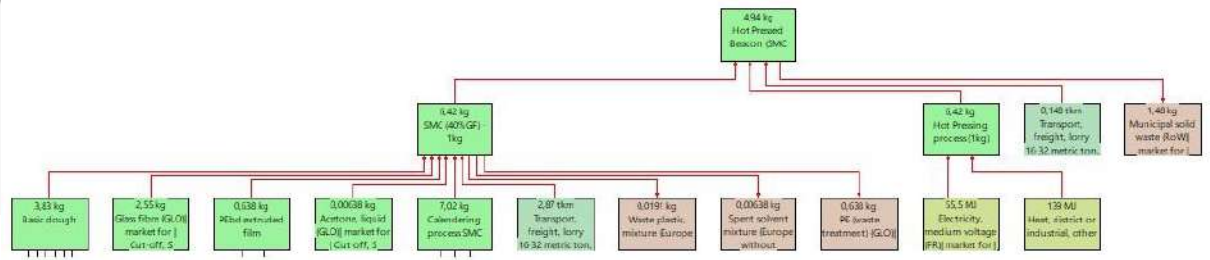 4,94 kg
Hot Pressed
Beacon (SMC
6,42 kg
SMC (40%GF) -
1kg
6,42 kg
Hot Pressing
process(1kg)
0,148 tkm
Transport,
freight, lorry
16-32 metric ton,
1,48 kg
Municipal solid
waste {RoW}|
market for |
3,83 kg
Basic dough
2,55 kg
Glass fibre {GLO}|
market for |
Cut-off, S
0,638 kg
PEbd extruded
film
0,00638 kg
Acetone, liquid
{GLO}| market for
| Cut-off, S
7,02 kg
Calendering
process SMC
2,87 tkm
Transport,
freight, lorry
16-32 metric ton,
kg
Waste plastic,
mixture {Europe
0,00638 kg
Spent solvent
mixture {Europe
without
0,638 kg
PE (waste
treatment) {GLO}|
55,5 MJ
Electricity,
medium voltage
{FR}| market for |
139 MJ
Heat, district or
industrial, other